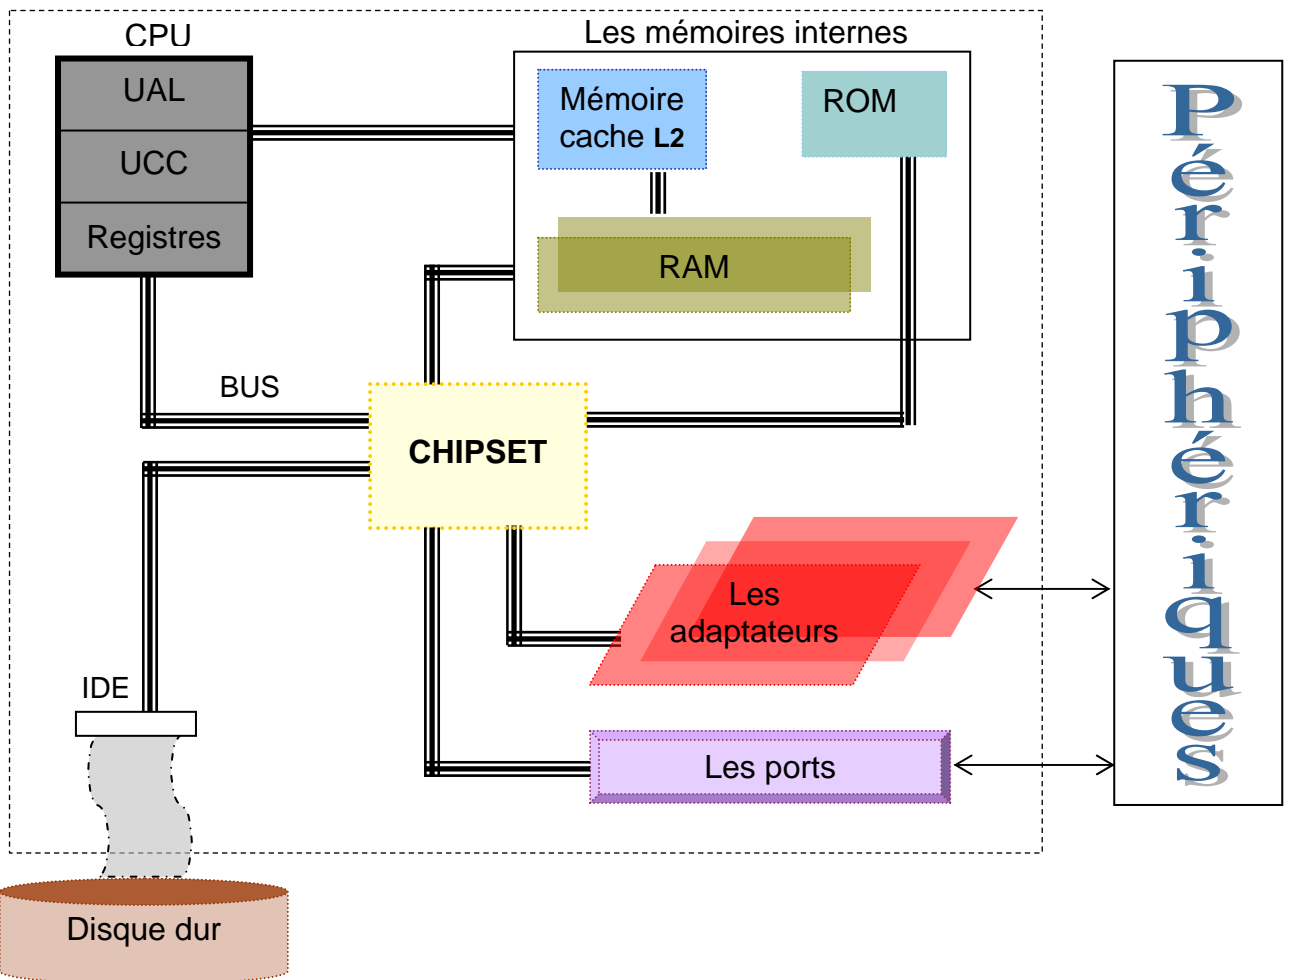 CPU
Les mémoires internes
UAL
UCC
Registres
Mémoire
cache L2
ROM
RAM
BUS
CHIPSET
Les
adaptateurs
IDE
Les ports
Disque dur
Périphériques